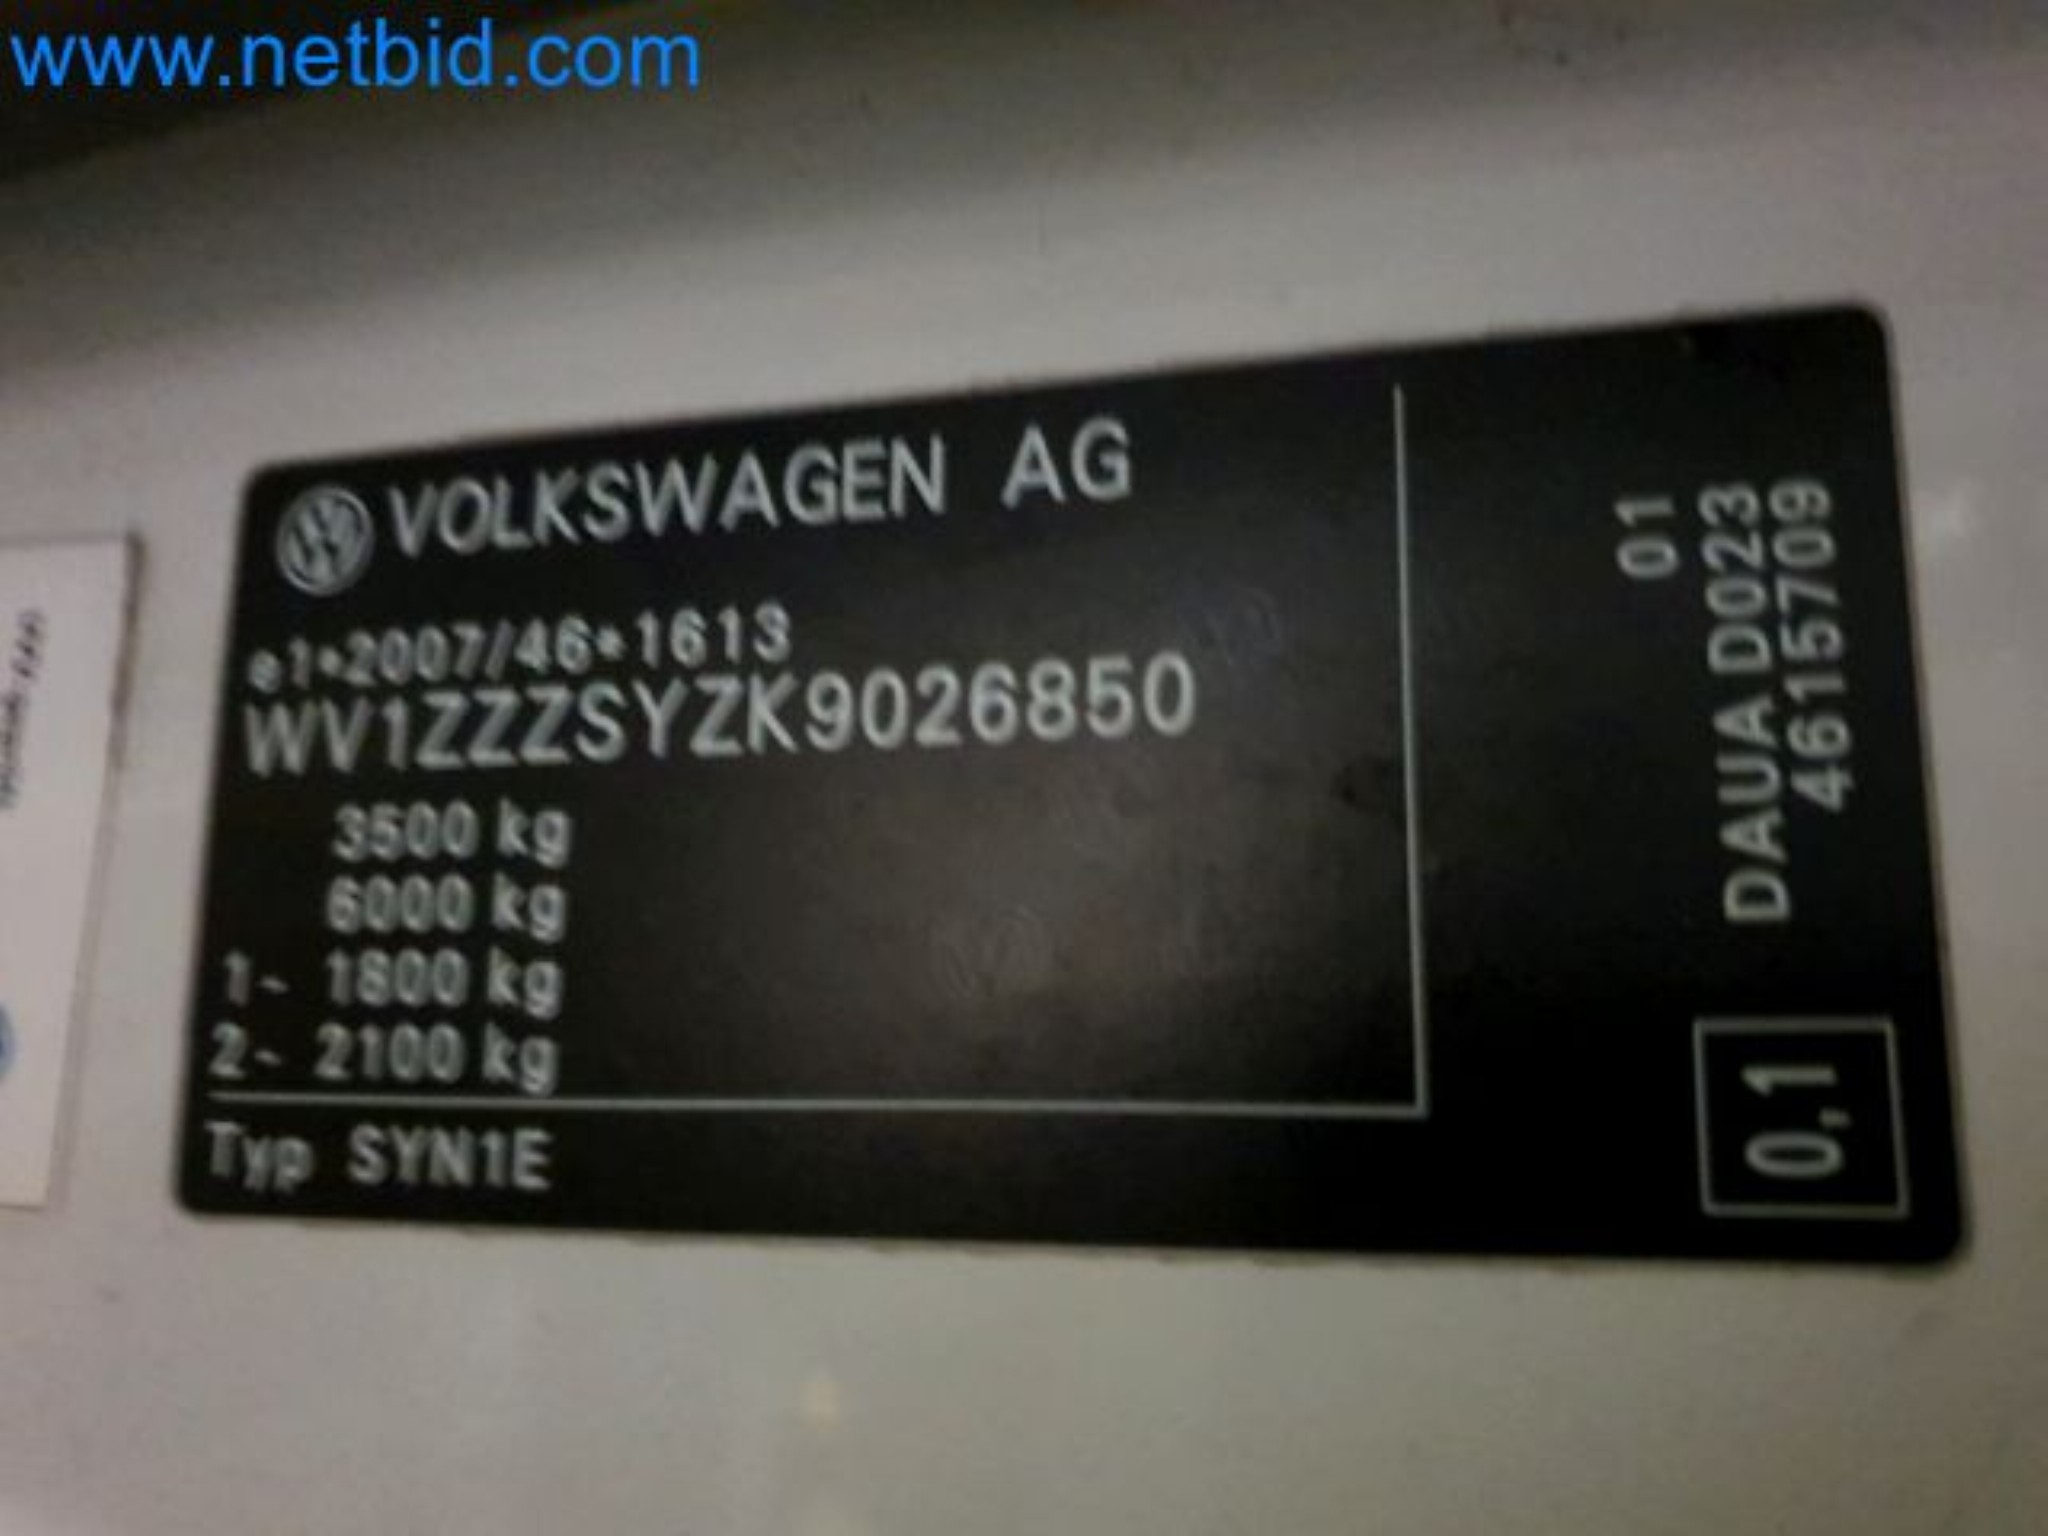 www.netbid.com
VOLKSWAGEN AG
e1*2007/46*1613
WV1ZZZSYZK9026850
3500 kg
6000 kg
1- 1800 kg
2- 2100 kg
Typ SYN1E
01
DAUA D023
4615709
0,1